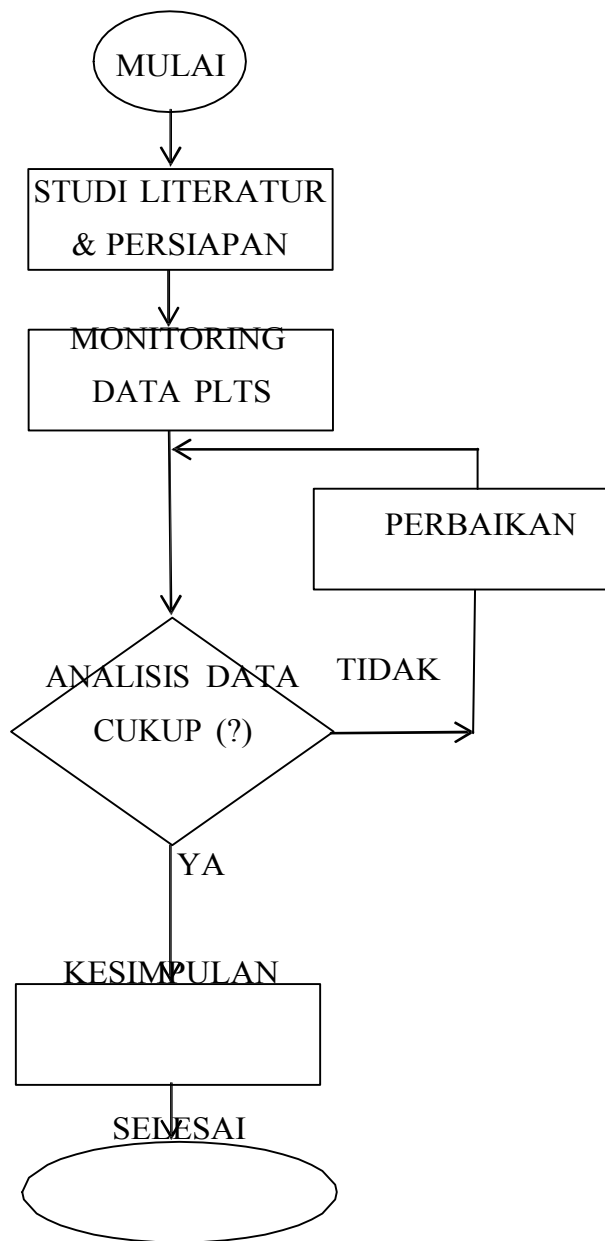 MULAI
STUDI LITERATUR
& PERSIAPAN
MONITORING
DATA PLTS
PERBAIKAN
ANALISIS DATA
CUKUP (?)
TIDAK
YA
KESIMPULAN
SELESAI